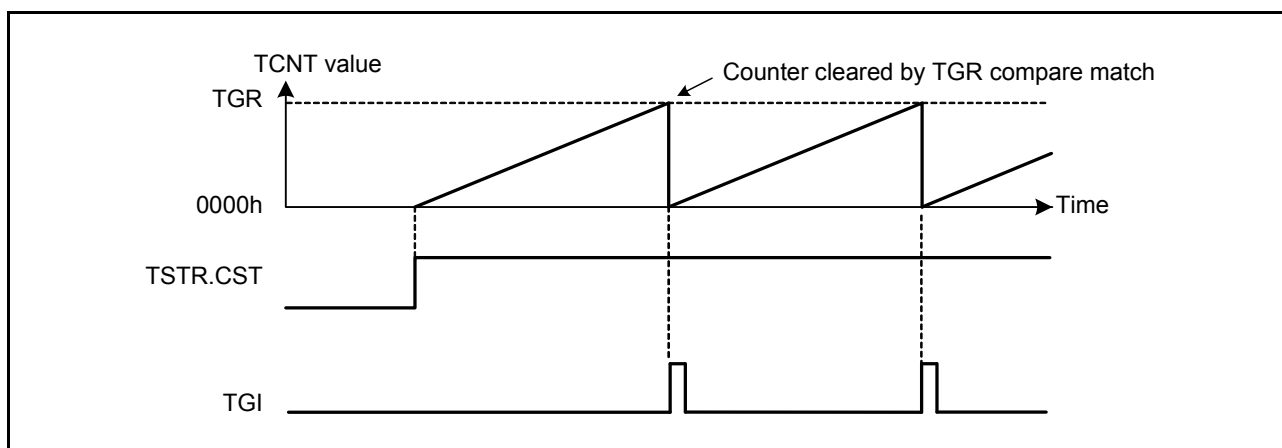 TCNT value
Counter cleared by TGR compare match
TGR
0000h
Time
TSTR.CST
TGI